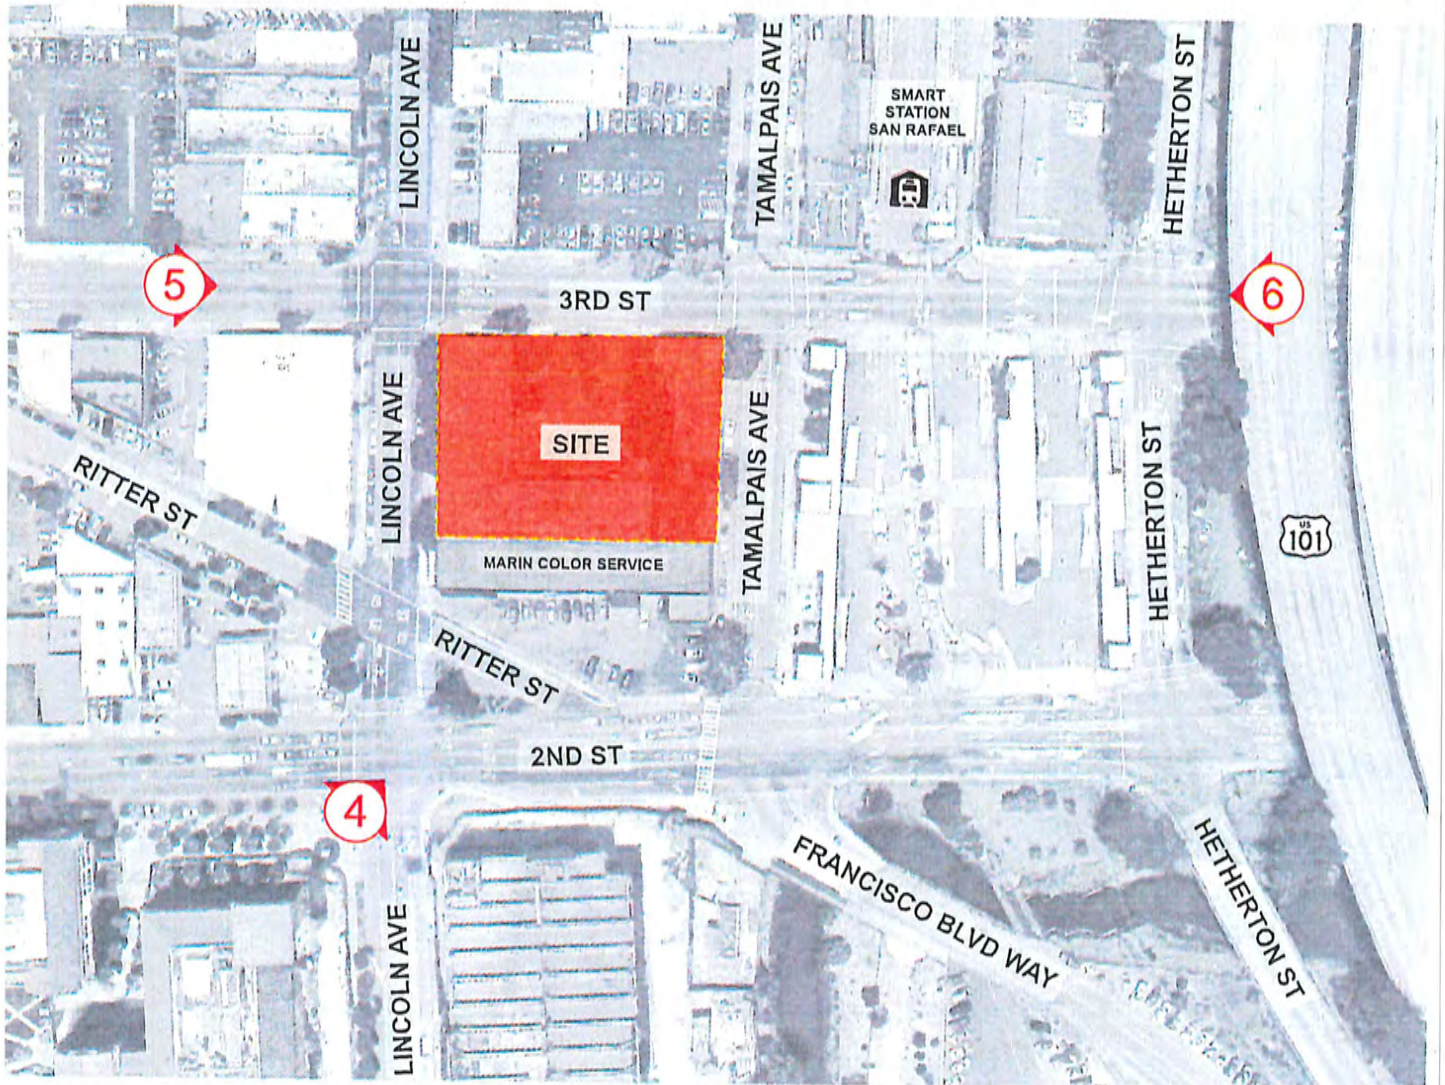 LINCOLN AVE
TAMALPAIS AVE
SMART
STATION
SAN RAFAEL
HETHERTON ST
5
3RD ST
6
LINCOLN AVE
SITE
TAMALPAIS AVE
HETHERTON ST
RITTER ST
US
101
MARIN COLOR SERVICE
RITTER ST
2ND ST
4
FRANCISCO BLVD WAY
HETHERTON ST
LINCOLN AVE